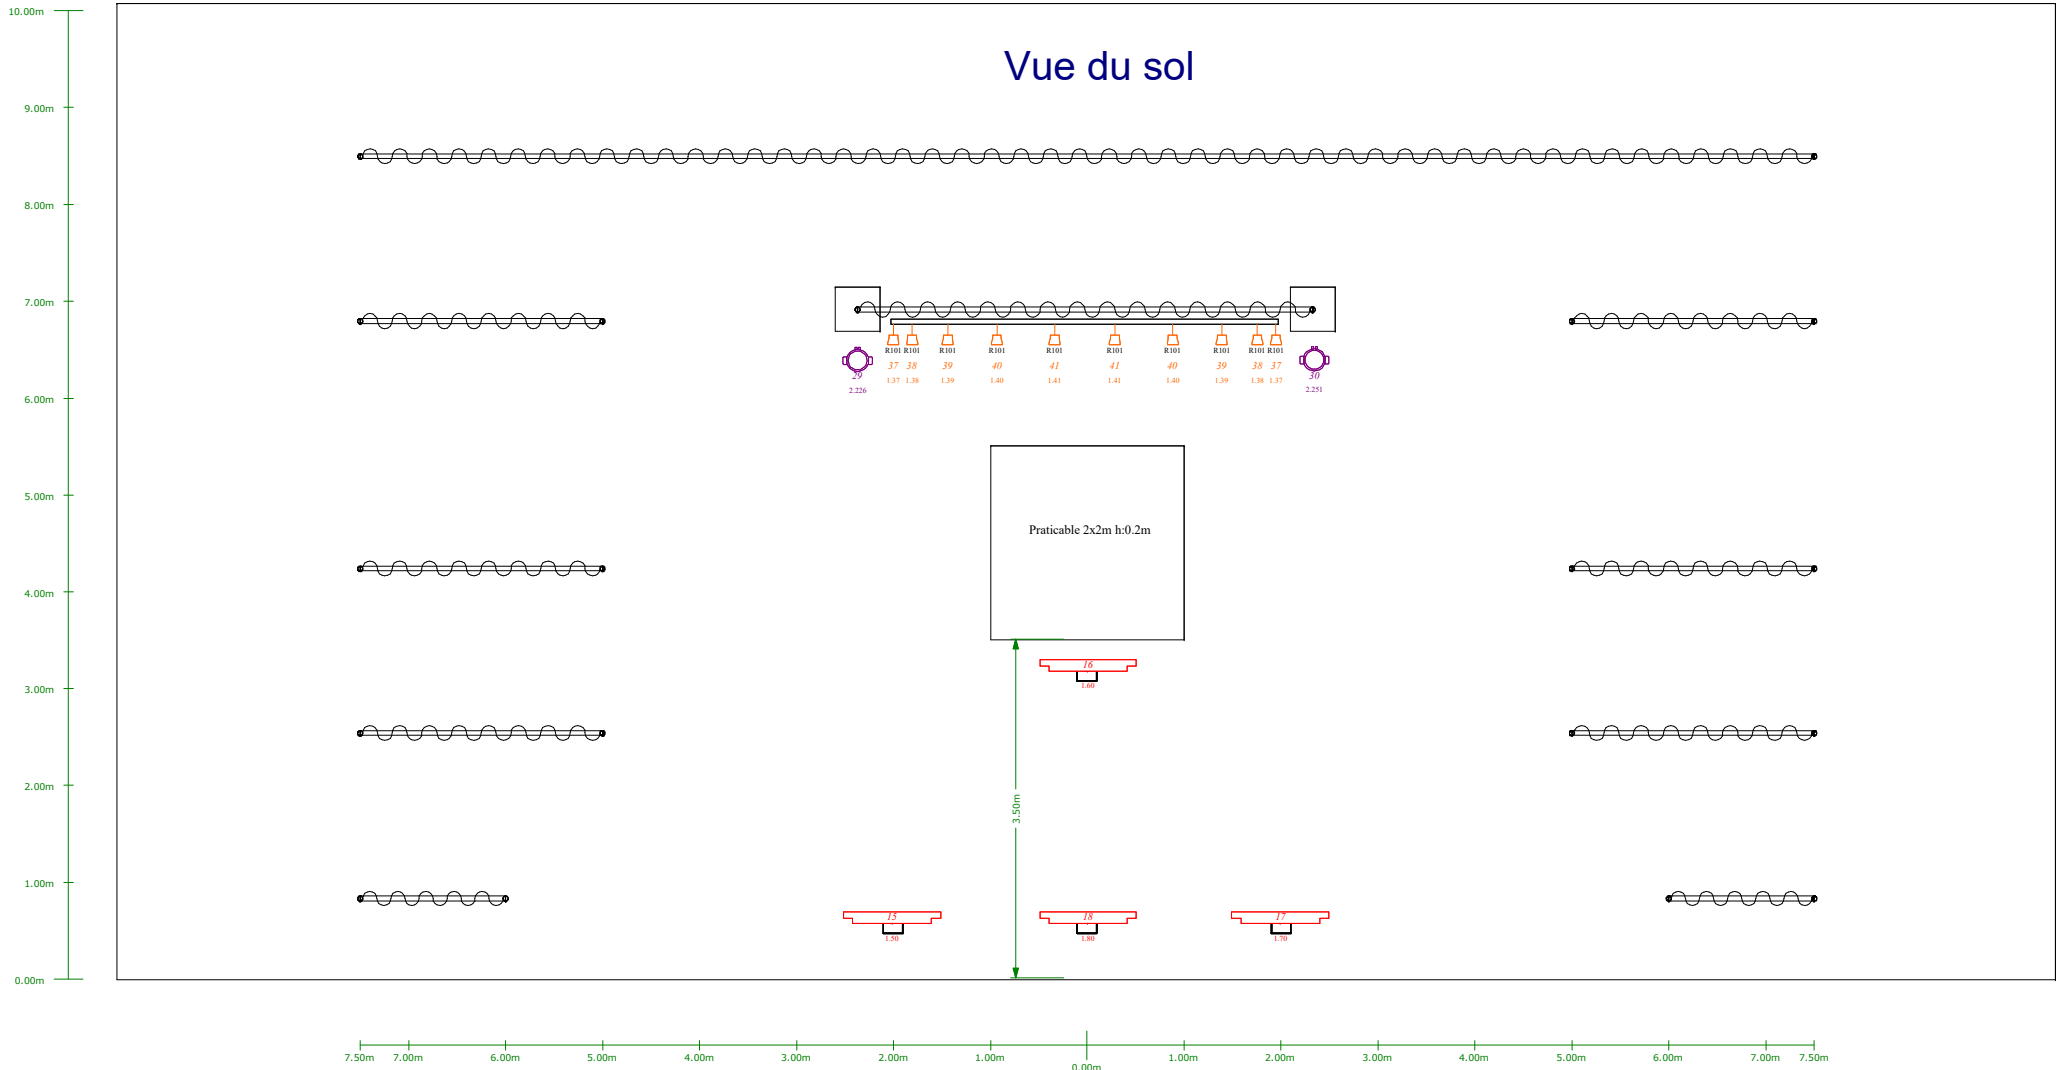 10.00m
Vue du sol
9.00m
8.00m
7.00m
R101 R101 R101 R101 R101 R101 R101 R101 R101 R101
29 37 38 39 40 41 41 40 39 38 37 30
2.226 1.37 1.38 1.39 1.40 1.41 1.41 1.40 1.39 1.38 1.37 2.251
6.00m
5.00m
Praticable 2x2m h:0.2m
4.00m
16
3.00m
1.60
2.00m
3.50m
1.00m
15 18 17
1.50 1.80 1.70
0.00m
7.50m 7.00m 6.00m 5.00m 4.00m 3.00m 2.00m 1.00m 0.00m 1.00m 2.00m 3.00m 4.00m 5.00m 6.00m 7.00m 7.50m